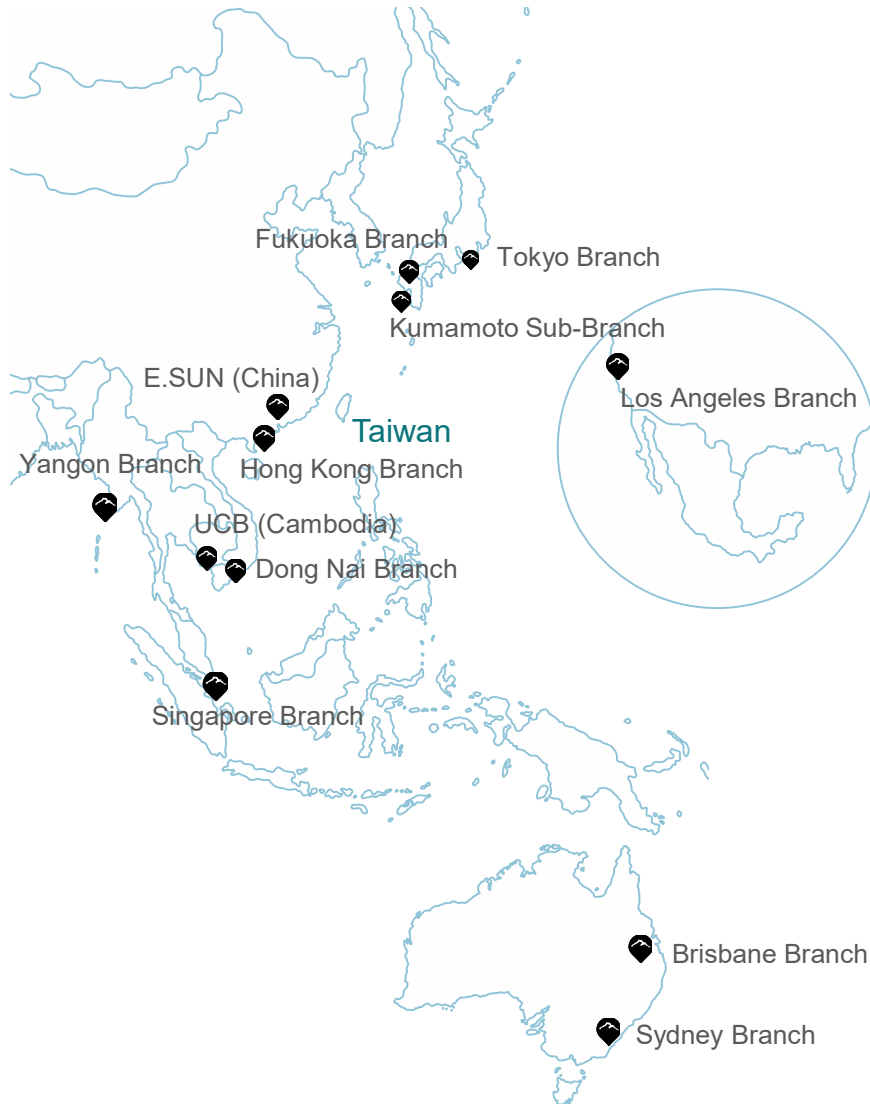 Fukuoka Branch
Tokyo Branch
Kumamoto Sub-Branch
E.SUN (China)
Los Angeles Branch
Taiwan
Yangon Branch
Hong Kong Branch
UCB (Cambodia)
Dong Nai Branch
Singapore Branch
Brisbane Branch
Sydney Branch